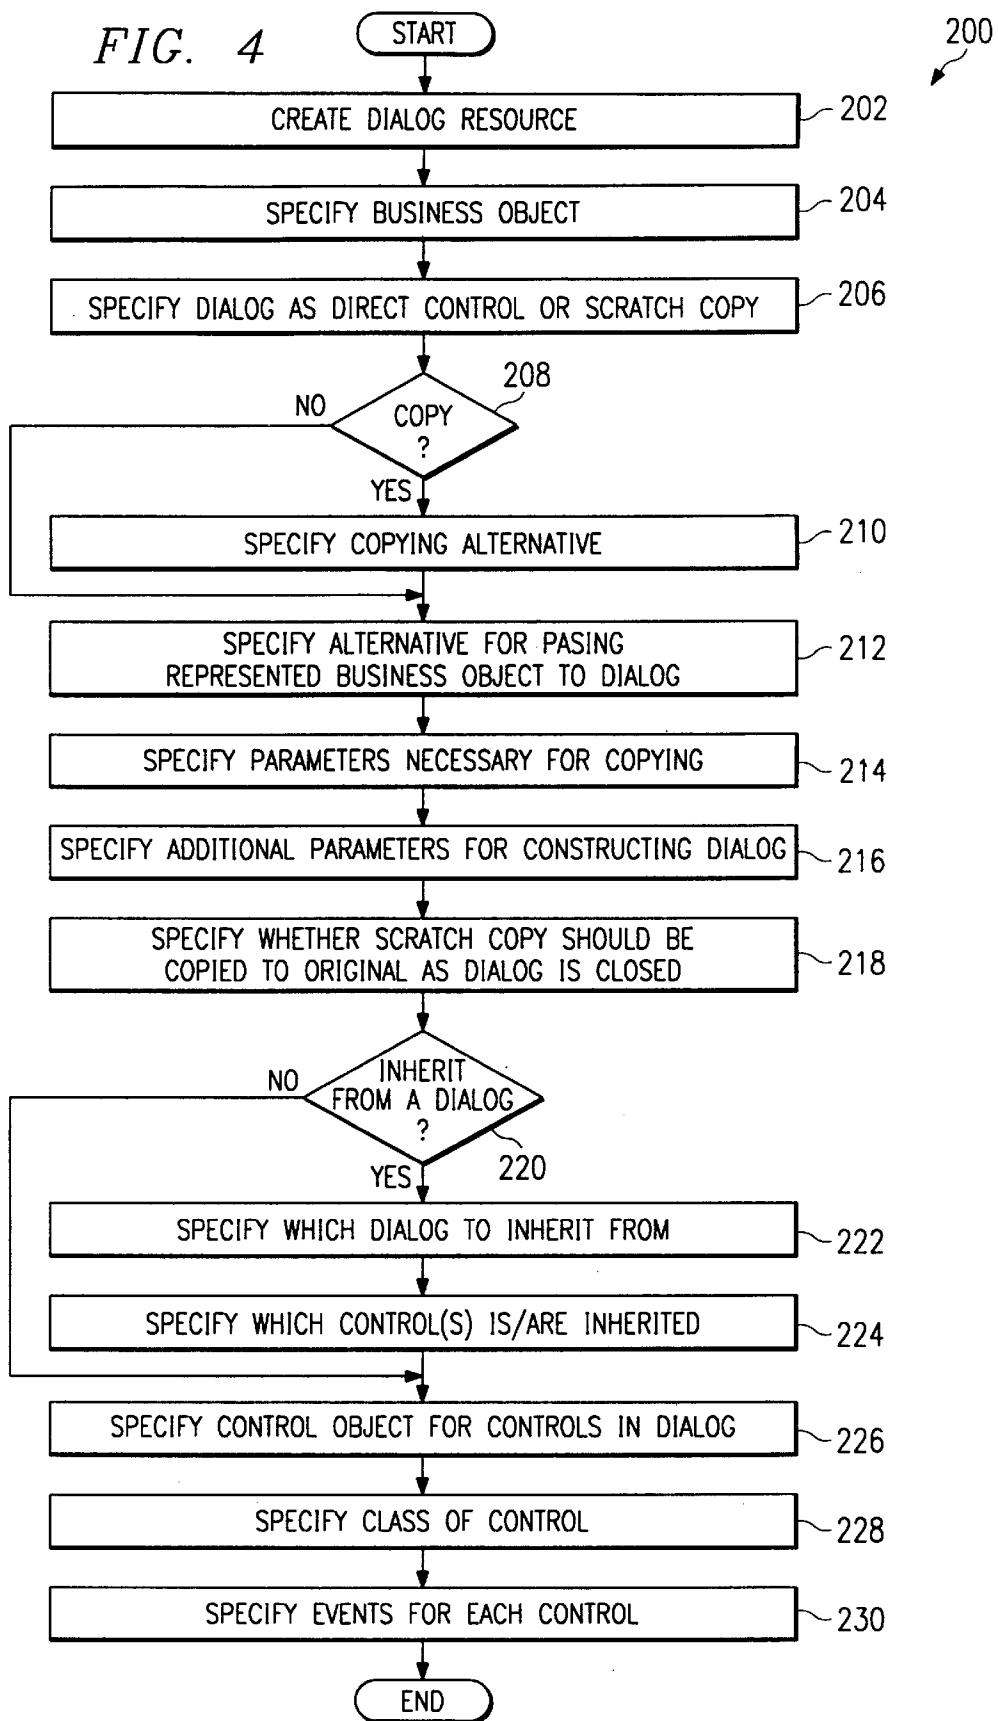 FIG. 4
START
200
CREATE DIALOG RESOURCE
202
SPECIFY BUSINESS OBJECT
204
SPECIFY DIALOG AS DIRECT CONTROL OR SCRATCH COPY
206
208
NO
COPY
?
YES
SPECIFY COPYING ALTERNATIVE
210
SPECIFY ALTERNATIVE FOR PASING
REPRESENTED BUSINESS OBJECT TO DIALOG
212
SPECIFY PARAMETERS NECESSARY FOR COPYING
214
SPECIFY ADDITIONAL PARAMETERS FOR CONSTRUCTING DIALOG
216
SPECIFY WHETHER SCRATCH COPY SHOULD BE
COPIED TO ORIGINAL AS DIALOG IS CLOSED
218
NO
INHERIT
FROM A DIALOG
?
220
YES
SPECIFY WHICH DIALOG TO INHERIT FROM
222
SPECIFY WHICH CONTROL(S) IS/ARE INHERITED
224
SPECIFY CONTROL OBJECT FOR CONTROLS IN DIALOG
226
SPECIFY CLASS OF CONTROL
228
SPECIFY EVENTS FOR EACH CONTROL
230
END